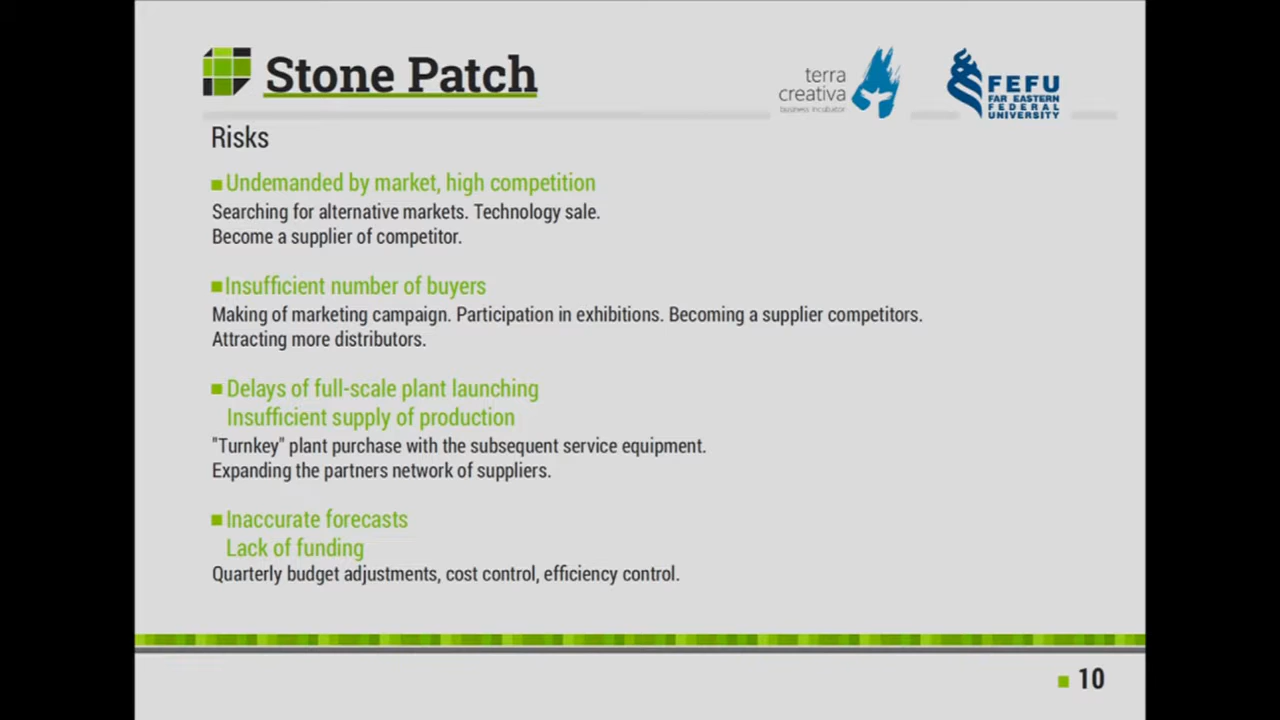 Stone Patch
terra
creativa
business incubator
FEFU
FAR EASTERN
FEDERAL
UNIVERSITY
Risks
Undemanded by market, high competition
Searching for alternative markets. Technology sale.
Become a supplier of competitor.
Insufficient number of buyers
Making of marketing campaign. Participation in exhibitions. Becoming a supplier competitors.
Attracting more distributors.
Delays of full-scale plant launching
Insufficient supply of production
"Turnkey" plant purchase with the subsequent service equipment.
Expanding the partners network of suppliers.
Inaccurate forecasts
Lack of funding
Quarterly budget adjustments, cost control, efficiency control.
10